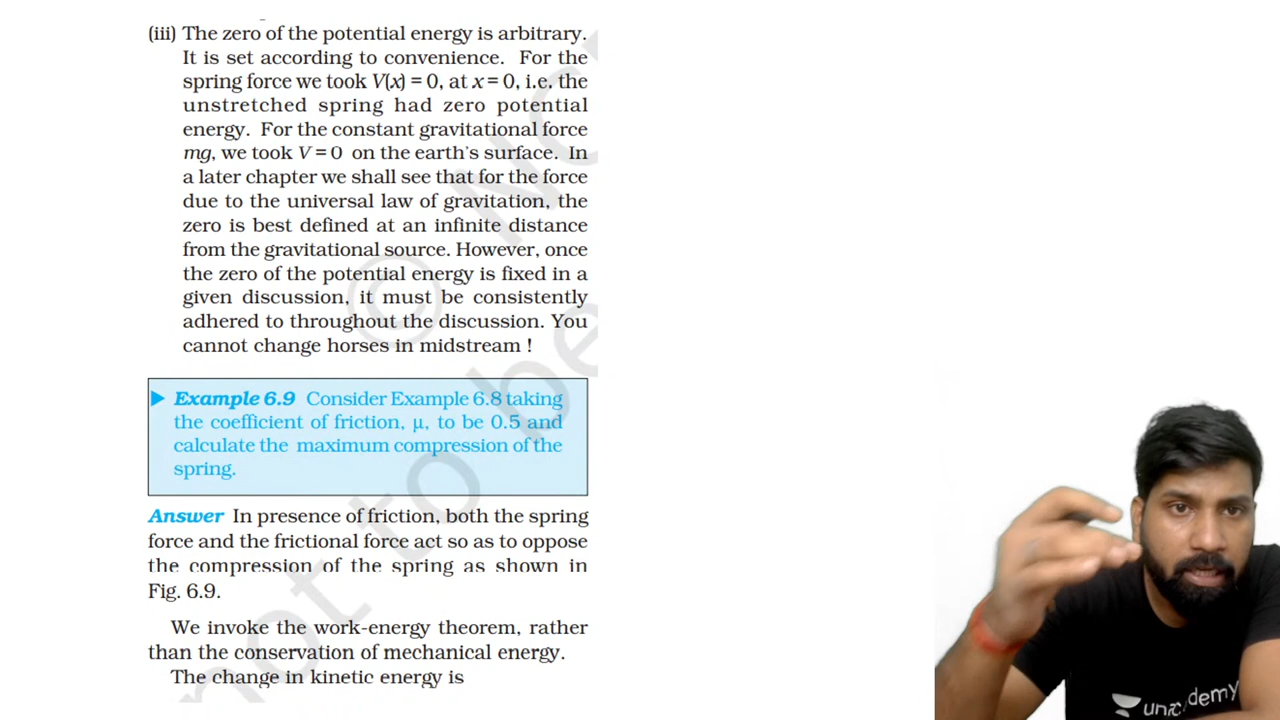 (iii) The zero of the potential energy is arbitrary.
It is set according to convenience. For the
spring force we took V(x) = 0, at x = 0, i.e. the
unstretched spring had zero potential
energy. For the constant gravitational force
mg, we took V = 0 on the earth's surface. In
a later chapter we shall see that for the force
due to the universal law of gravitation, the
zero is best defined at an infinite distance
from the gravitational source. However, once
the zero of the potential energy is fixed in a
given discussion, it must be consistently
adhered to throughout the discussion. You
cannot change horses in midstream !
Example 6.9 Consider Example 6.8 taking
the coefficient of friction, μ, to be 0.5 and
calculate the maximum compression of the
spring.
Answer In presence of friction, both the spring
force and the frictional force act so as to oppose
the compression of the spring as shown in
Fig. 6.9.
We invoke the work-energy theorem, rather
than the conservation of mechanical energy.
The change in kinetic energy is
not to be
unacademy